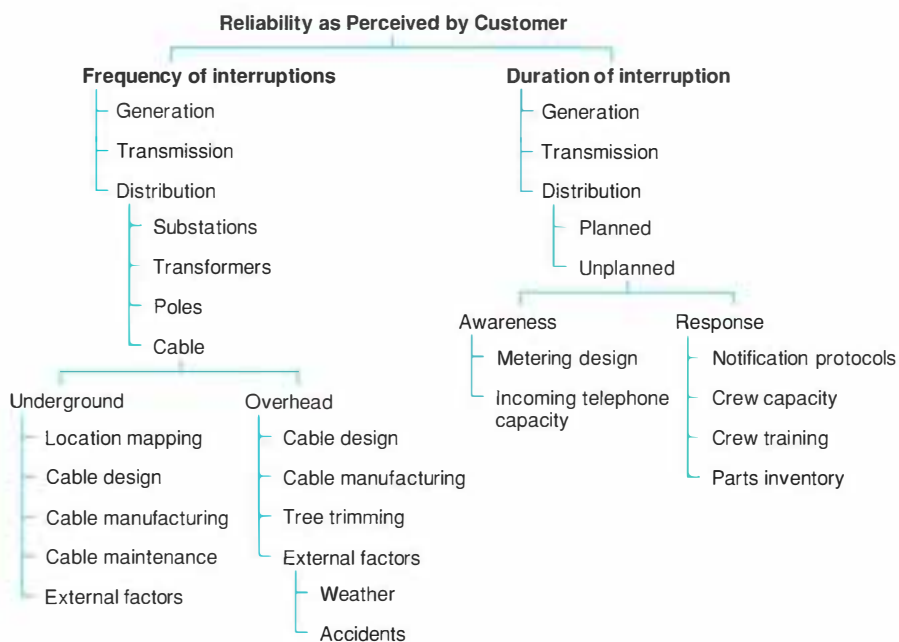 Reliability as Perceived by Customer
Frequency of interruptions
Generation
Transmission
Distribution
Substations
Transformers
Poles
Cable
Underground
Location mapping
Cable design
Cable manufacturing
Cable maintenance
External factors
Overhead
Cable design
Cable manufacturing
Tree trimming
External factors
Weather
Accidents
Duration of interruption
Generation
Transmission
Distribution
Planned
Unplanned
Awareness
Metering design
Incoming telephone
capacity
Response
Notification protocols
Crew capacity
Crew training
Parts inventory